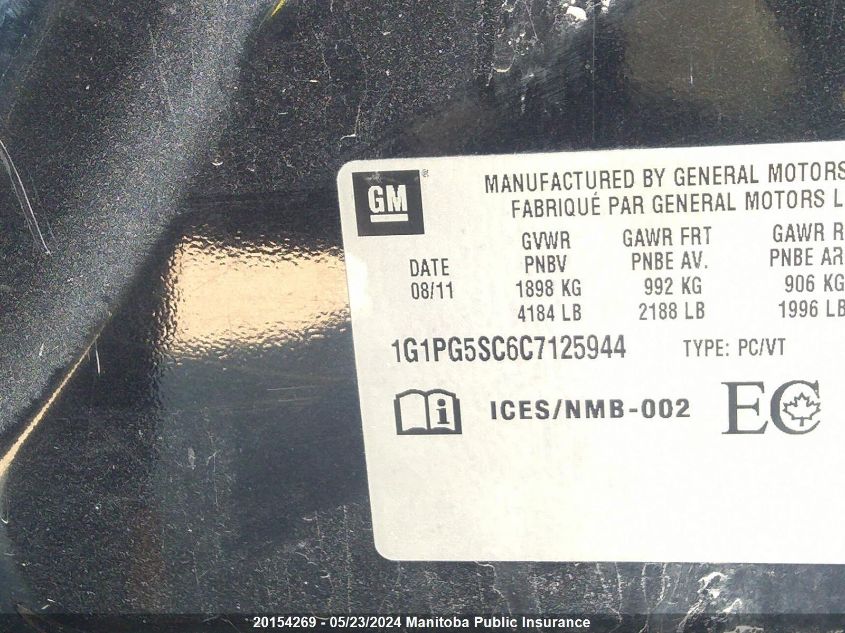 GM
MANUFACTURED BY GENERAL MOTORS
FABRIQUÉ PAR GENERAL MOTORS L
DATE
08/11
GVWR
PNBV
1898 KG
4184 LB
GAWR FRT
PNBE AV.
992 KG
2188 LB
GAWR R
PNBE AR
906 KG
1996 LB
1G1PG5SC6C7125944 TYPE: PC/VT
i ICES/NMB-002 EC
20154269 - 05/23/2024 Manitoba Public Insurance